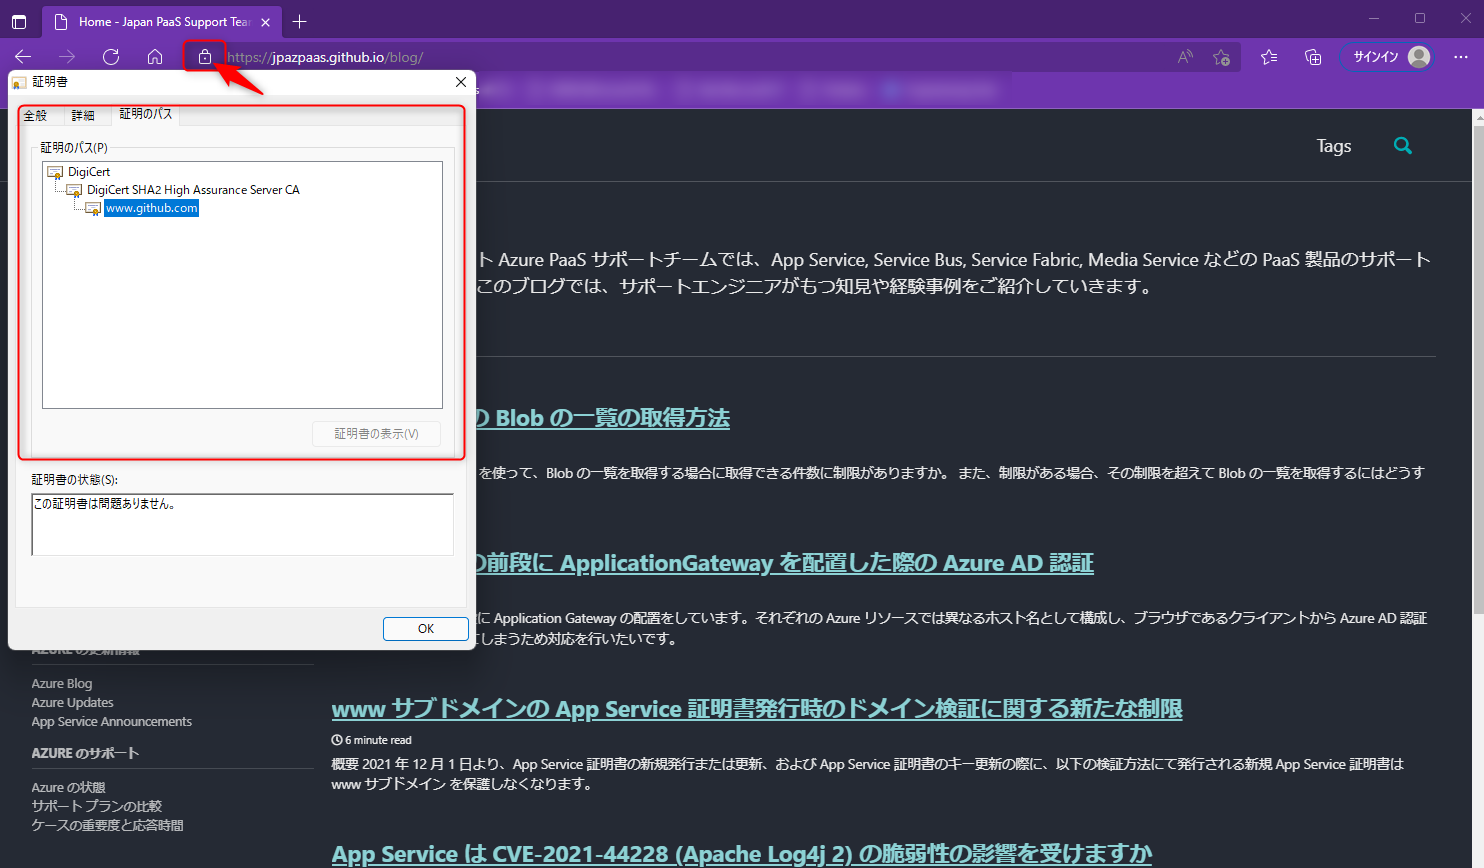 Home - Japan PaaS Support Tea
https://jpazpaas.github.io/blog/
サインイン
証明書
全般
詳細
証明のパス
証明のパス(P)
DigiCert
DigiCert SHA2 High Assurance Server CA
www.github.com
証明書の表示(V)
証明書の状態(S):
この証明書は問題ありません。
OK
Tags
ト Azure PaaS サポートチームでは、App Service, Service Bus, Service Fabric, Media Service などの PaaS 製品のサポート
このブログでは、サポートエンジニアがもつ知見や経験事例をご紹介していきます。
の Blob の一覧の取得方法
を使って、Blob の一覧を取得する場合に取得できる件数に制限がありますか。 また、制限がある場合、その制限を超えて Blob の一覧を取得するにはどうす
の前段に ApplicationGateway を配置した際の Azure AD 認証
に Application Gateway の配置をしています。それぞれの Azure リソースでは異なるホスト名として構成し、ブラウザであるクライアントから Azure AD 認証
てしまうため対応を行いたいです。
AZURE の更新情報
Azure Blog
Azure Updates
App Service Announcements
AZURE のサポート
Azure の状態
サポート プランの比較
ケースの重要度と応答時間
www サブドメインの App Service 証明書発行時のドメイン検証に関する新たな制限
6 minute read
概要 2021 年 12 月 1 日より、App Service 証明書の新規発行または更新、および App Service 証明書のキー更新の際に、以下の検証方法にて発行される新規 App Service 証明書は
www サブドメイン を保護しなくなります。
App Service は CVE-2021-44228 (Apache Log4j 2) の脆弱性の影響を受けますか